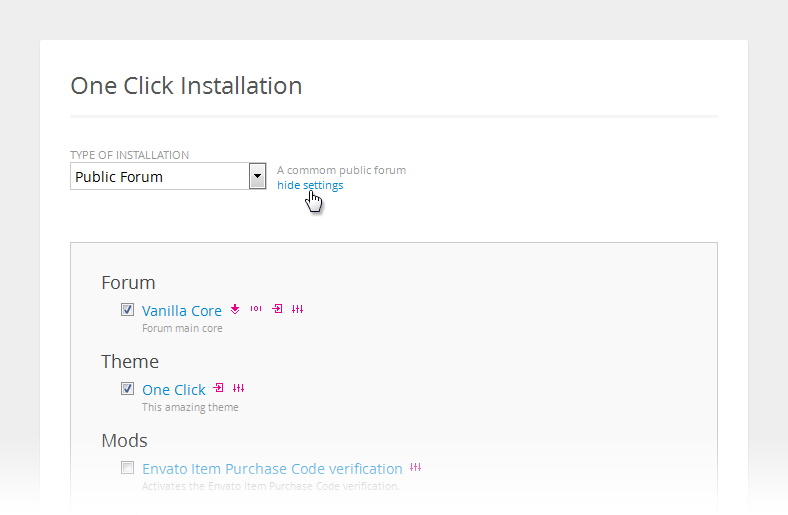 One Click Installation
TYPE OF INSTALLATION
Public Forum
A commom public forum
hide settings
Forum
Vanilla Core
Forum main core
Theme
One Click
This amazing theme
Mods
Envato Item Purchase Code verification
Activates the Envato Item Purchase Code verification.